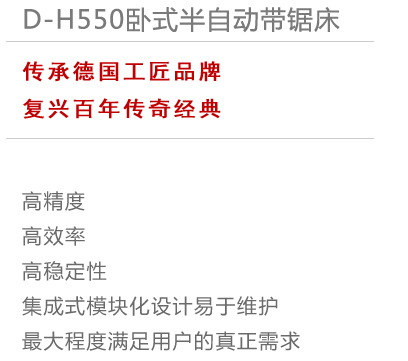 D-H550卧式半自动带锯床
传承德国工匠品牌
复兴百年传奇经典
高精度
高效率
高稳定性
集成式模块化设计易于维护
最大程度满足用户的真正需求